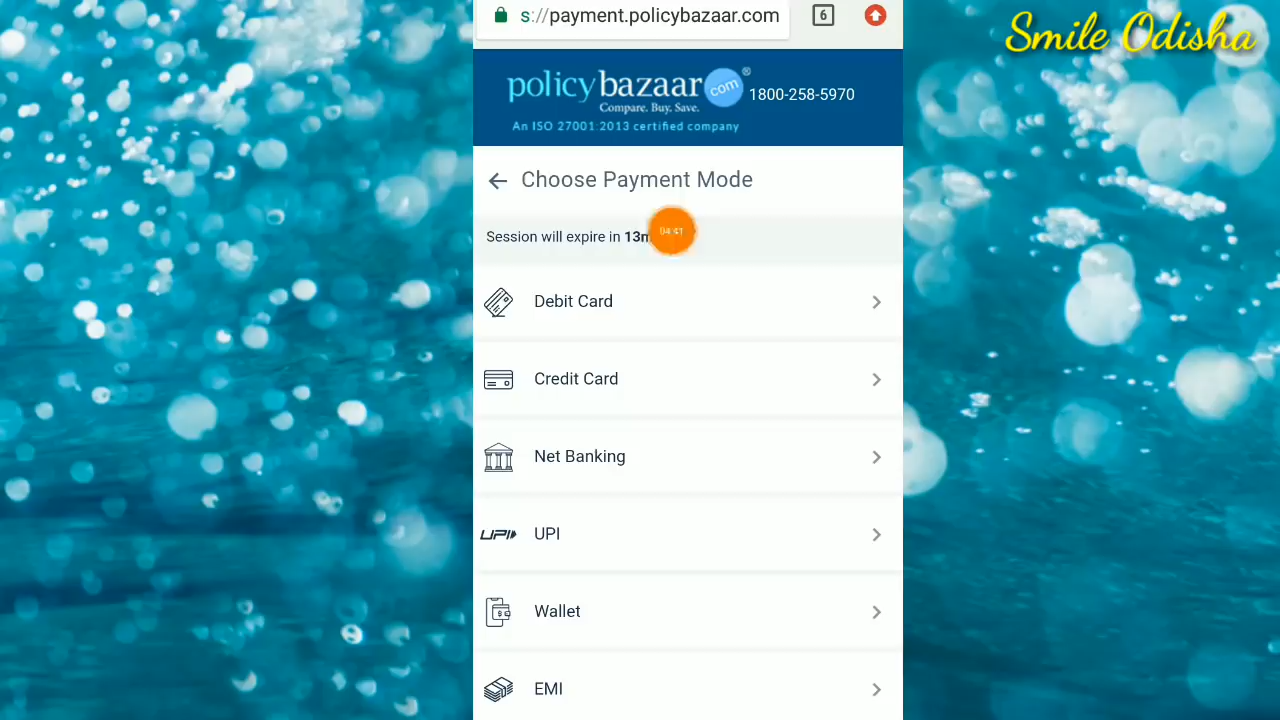 s://payment.policybazaar.com
6
Smile Odisha
policybazaar com ®
1800-258-5970
Compare. Buy. Save.
An ISO 27001:2013 certified company
Choose Payment Mode
Session will expire in 13m
Debit Card
Credit Card
Net Banking
UPI UPI
Wallet
EMI